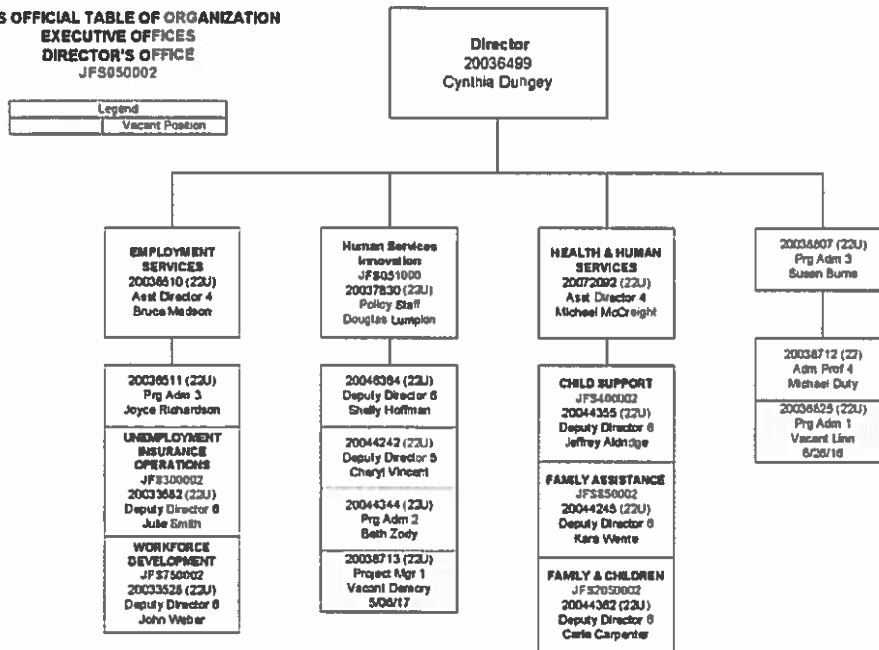 S OFFICIAL TABLE OF ORGANIZATION
EXECUTIVE OFFICES
DIRECTOR'S OFFICE
JFS050002
Legend
Vacant Position
Director
20036499
Cynthia Dungey
EMPLOYMENT
SERVICES
20036510 (22U)
Asst Director 4
Bruce Madson
20036511 (22U)
Prg Adm 3
Joyce Richardson
UNEMPLOYMENT
INSURANCE
OPERATIONS
JFS300002
20033682 (22U)
Deputy Director 6
Julie Smith
WORKFORCE
DEVELOPMENT
JFS750002
20033528 (22U)
Deputy Director 6
John Weber
Human Services
Innovation
JFS051000
20037830 (22U)
Policy Staff
Douglas Lumpkin
20046364 (22U)
Deputy Director 6
Shelly Hoffman
20044242 (22U)
Deputy Director 5
Cheryl Vincent
20044344 (22U)
Prg Adm 2
Beth Zody
20038713 (22U)
Project Mgr 1
Vacant Demory
5/06/17
HEALTH & HUMAN
SERVICES
20072092 (22U)
Asst Director 4
Michael McCreight
CHILD SUPPORT
JFS400002
20044355 (22U)
Deputy Director 6
Jeffrey Aldridge
FAMILY ASSISTANCE
JFS850002
20044245 (22U)
Deputy Director 6
Kara Wente
FAMILY & CHILDREN
JFS2050002
20044362 (22U)
Deputy Director 6
Carla Carpenter
(22U)
Prg Adm 3
Susan Burns
20038712 (22)
Adm Prof 4
Michael Duty
(22U)
Prg Adm 1
Vacant Linn
6/26/16